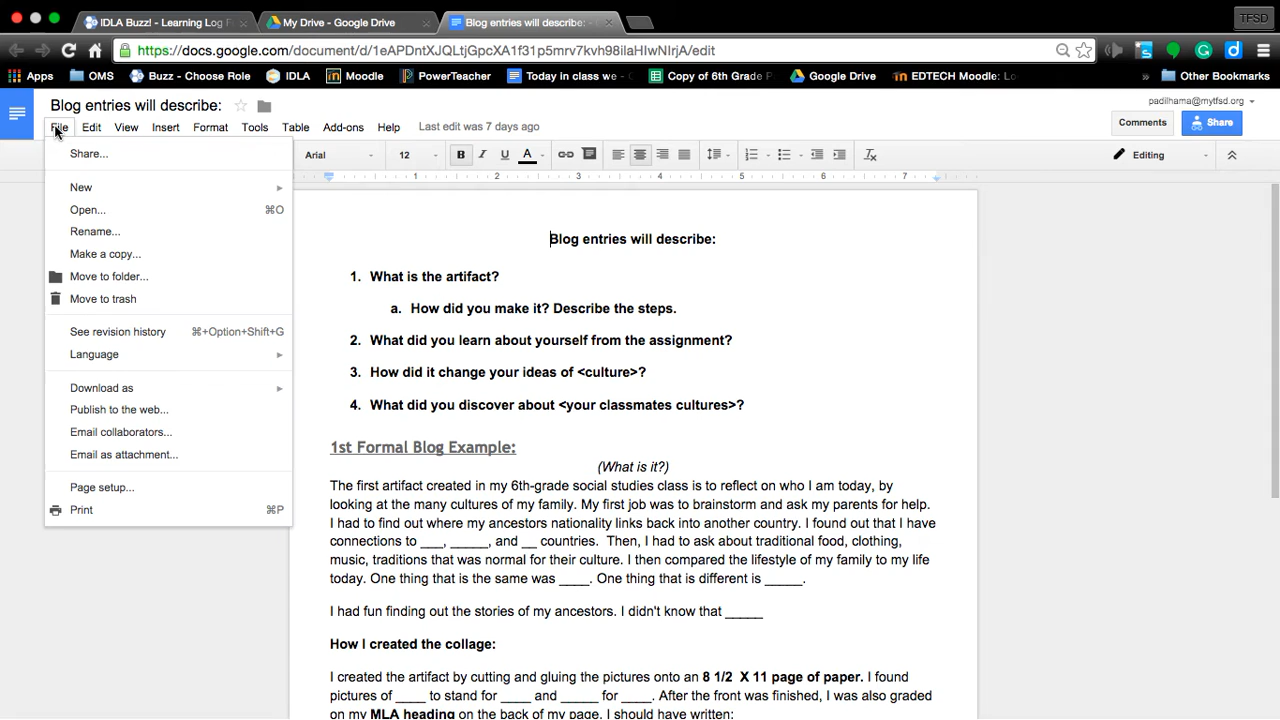 IDLA Buzz! - Learning Log F
My Drive - Google Drive
Blog entries will describe: -
TFSD
https://docs.google.com/document/d/1eAPDntXJQLtjGpcXA1f31p5mrv7kvh98ilaHIwNIrjA/edit
Apps
OMS
Buzz - Choose Role
IDLA
Moodle
PowerTeacher
Today in class we -
Copy of 6th Grade P
Google Drive
EDTECH Moodle: Lo
»
Other Bookmarks
Blog entries will describe:
padilhama@mytfsd.org
File Edit View Insert Format Tools Table Add-ons Help Last edit was 7 days ago
Comments
Share
Arial 12 B I U A
Editing
Share...
New
Open... ⌘O
Rename...
Make a copy...
Move to folder...
Move to trash
See revision history ⌘+Option+Shift+G
Language
Download as
Publish to the web...
Email collaborators...
Email as attachment...
Page setup...
Print ⌘P
1 2 3 4 5 6 7
Blog entries will describe:
1. What is the artifact?
a. How did you make it? Describe the steps.
2. What did you learn about yourself from the assignment?
3. How did it change your ideas of <culture>?
4. What did you discover about <your classmates cultures>?
1st Formal Blog Example:
(What is it?)
The first artifact created in my 6th-grade social studies class is to reflect on who I am today, by
looking at the many cultures of my family. My first job was to brainstorm and ask my parents for help.
I had to find out where my ancestors nationality links back into another country. I found out that I have
connections to ___, _____, and __ countries. Then, I had to ask about traditional food, clothing,
music, traditions that was normal for their culture. I then compared the lifestyle of my family to my life
today. One thing that is the same was ____. One thing that is different is _____.
I had fun finding out the stories of my ancestors. I didn't know that _____
How I created the collage:
I created the artifact by cutting and gluing the pictures onto an 8 1/2 X 11 page of paper. I found
pictures of ____ to stand for ____ and _____ for ____. After the front was finished, I was also graded
on my MLA heading on the back of my page. I should have written: